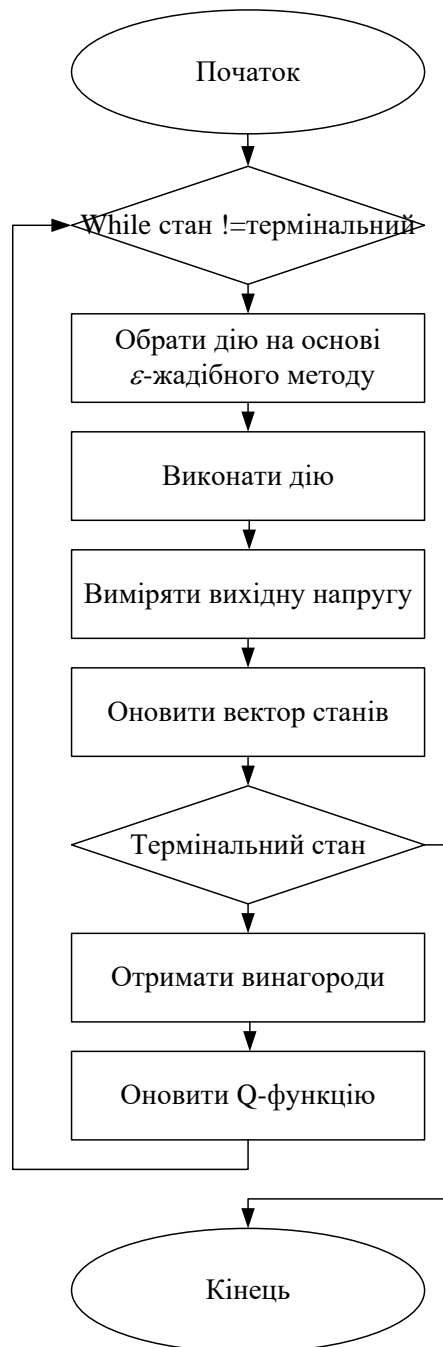 Початок
While стан !=термінальний
Обрати дію на основі
ε-жадібного методу
Виконати дію
Виміряти вихідну напругу
Оновити вектор станів
Термінальний стан
Отримати винагороди
Оновити Q-функцію
Кінець